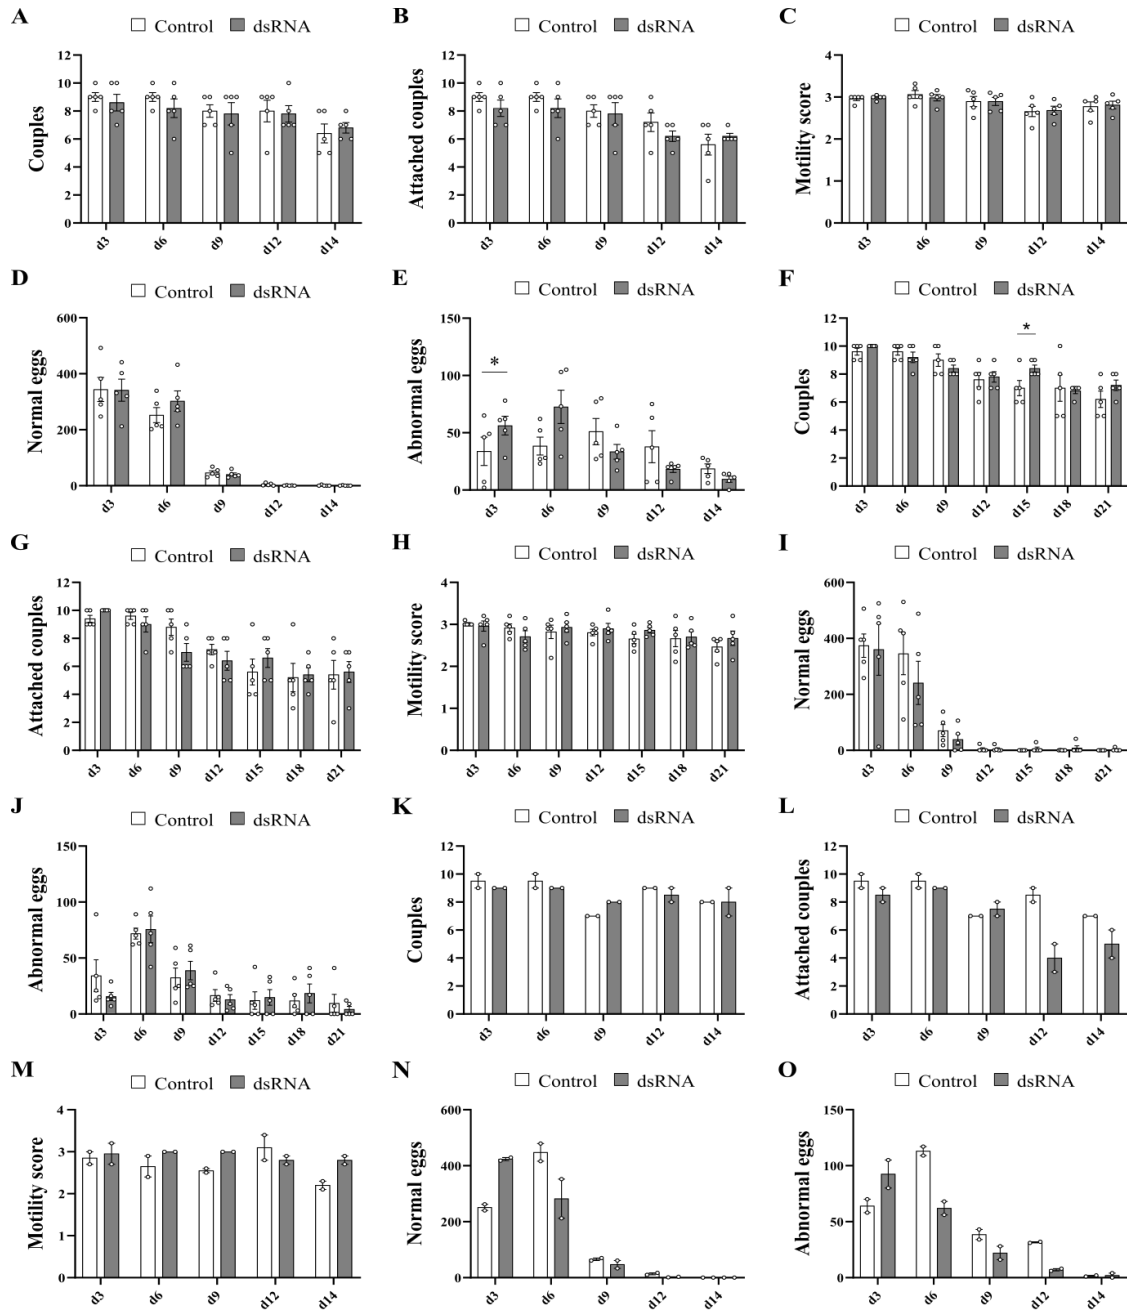 A
Control dsRNA
Couples
12
10
8
6
4
2
0
d3 d6 d9 d12 d14
B
Control dsRNA
Attached couples
12
10
8
6
4
2
0
d3 d6 d9 d12 d14
C
Control dsRNA
Motility score
4
3
2
1
0
d3 d6 d9 d12 d14
D
Control dsRNA
Normal eggs
600
400
200
0
d3 d6 d9 d12 d14
E
Control dsRNA
Abnormal eggs
150
100
50
0
*
d3 d6 d9 d12 d14
F
Control dsRNA
Couples
12
10
8
6
4
2
0
*
d3 d6 d9 d12 d15 d18 d21
G
Control dsRNA
Attached couples
12
10
8
6
4
2
0
d3 d6 d9 d12 d15 d18 d21
H
Control dsRNA
Motility score
4
3
2
1
0
d3 d6 d9 d12 d15 d18 d21
I
Control dsRNA
Normal eggs
600
400
200
0
d3 d6 d9 d12 d15 d18 d21
J
Control dsRNA
Abnormal eggs
150
100
50
0
d3 d6 d9 d12 d15 d18 d21
K
Control dsRNA
Couples
12
10
8
6
4
2
0
d3 d6 d9 d12 d14
L
Control dsRNA
Attached couples
12
10
8
6
4
2
0
d3 d6 d9 d12 d14
M
Control dsRNA
Motility score
4
3
2
1
0
d3 d6 d9 d12 d14
N
Control dsRNA
Normal eggs
600
400
200
0
d3 d6 d9 d12 d14
O
Control dsRNA
Abnormal eggs
150
100
50
0
d3 d6 d9 d12 d14